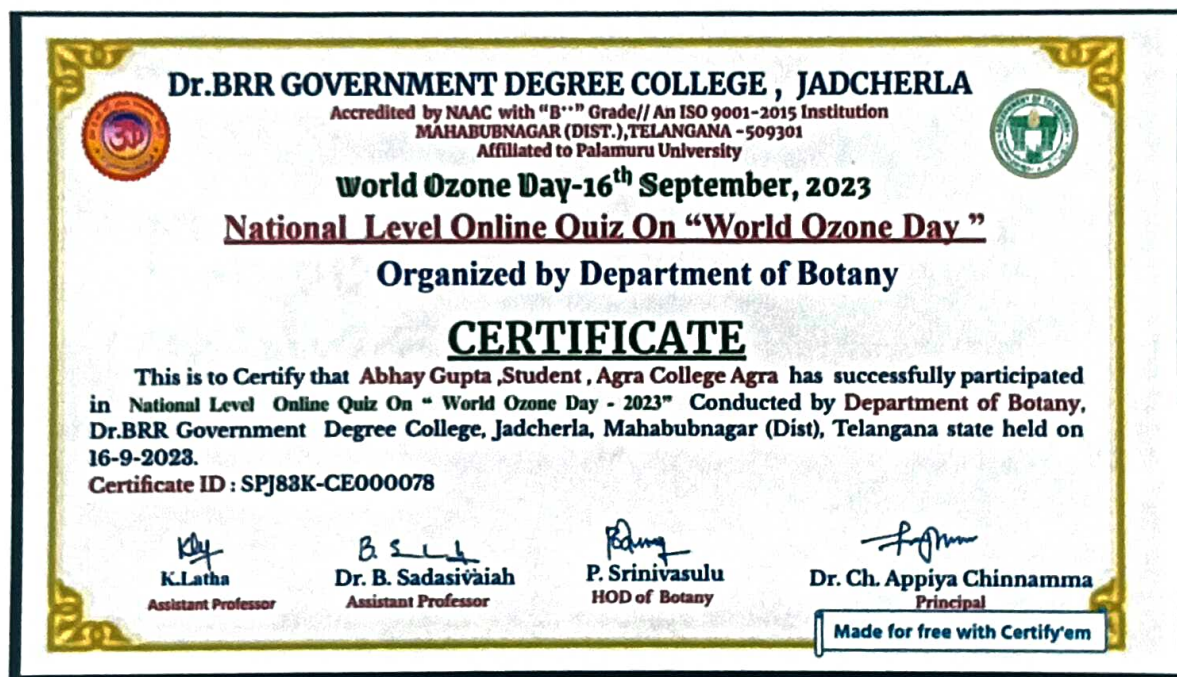 Dr.BRR GOVERNMENT DEGREE COLLEGE , JADCHERLA
Accredited by NAAC with “B++” Grade// An ISO 9001-2015 Institution
MAHABUBNAGAR (DIST.),TELANGANA -509301
Affiliated to Palamuru University
World Ozone Day-16th September, 2023
National Level Online Quiz On “World Ozone Day ”
Organized by Department of Botany
CERTIFICATE
This is to Certify that Abhay Gupta ,Student , Agra College Agra has successfully participated
in National Level Online Quiz On “ World Ozone Day - 2023” Conducted by Department of Botany,
Dr.BRR Government Degree College, Jadcherla, Mahabubnagar (Dist), Telangana state held on
16-9-2023.
Certificate ID : SPJ83K-CE000078
K.Latha
Assistant Professor
Dr. B. Sadasivaiah
Assistant Professor
P. Srinivasulu
HOD of Botany
Dr. Ch. Appiya Chinnamma
Principal
Made for free with Certify'em